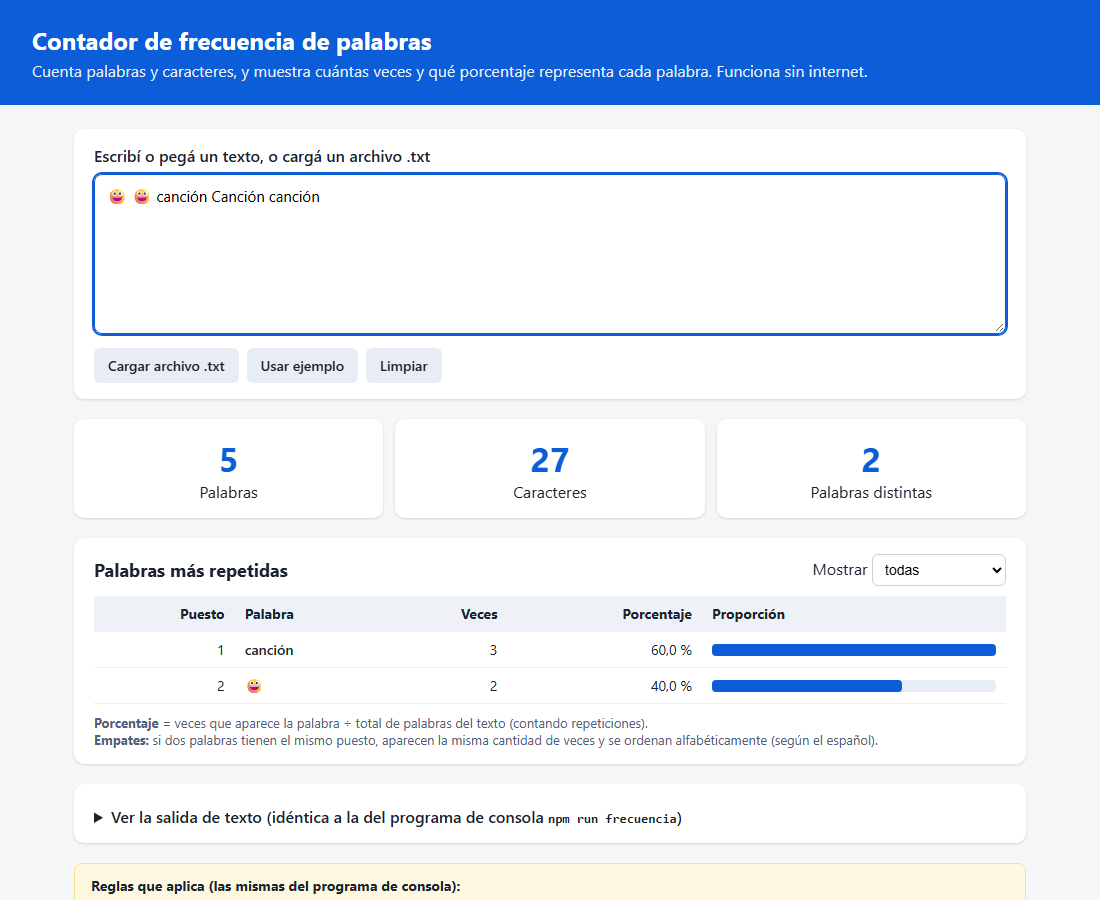 Contador de frecuencia de palabras
Cuenta palabras y caracteres, y muestra cuántas veces y qué porcentaje representa cada palabra. Funciona sin internet.
Escribí o pegá un texto, o cargá un archivo .txt
😀 😀 canción Canción canción
Cargar archivo .txt Usar ejemplo Limpiar
5 27 2
Palabras Caracteres Palabras distintas
Palabras más repetidas Mostrar todas
Puesto Palabra Veces Porcentaje Proporción
1 canción 3 60,0 %
2 😀 2 40,0 %
Porcentaje = veces que aparece la palabra ÷ total de palabras del texto (contando repeticiones).
Empates: si dos palabras tienen el mismo puesto, aparecen la misma cantidad de veces y se ordenan alfabéticamente (según el español).
▶ Ver la salida de texto (idéntica a la del programa de consola npm run frecuencia)
Reglas que aplica (las mismas del programa de consola):